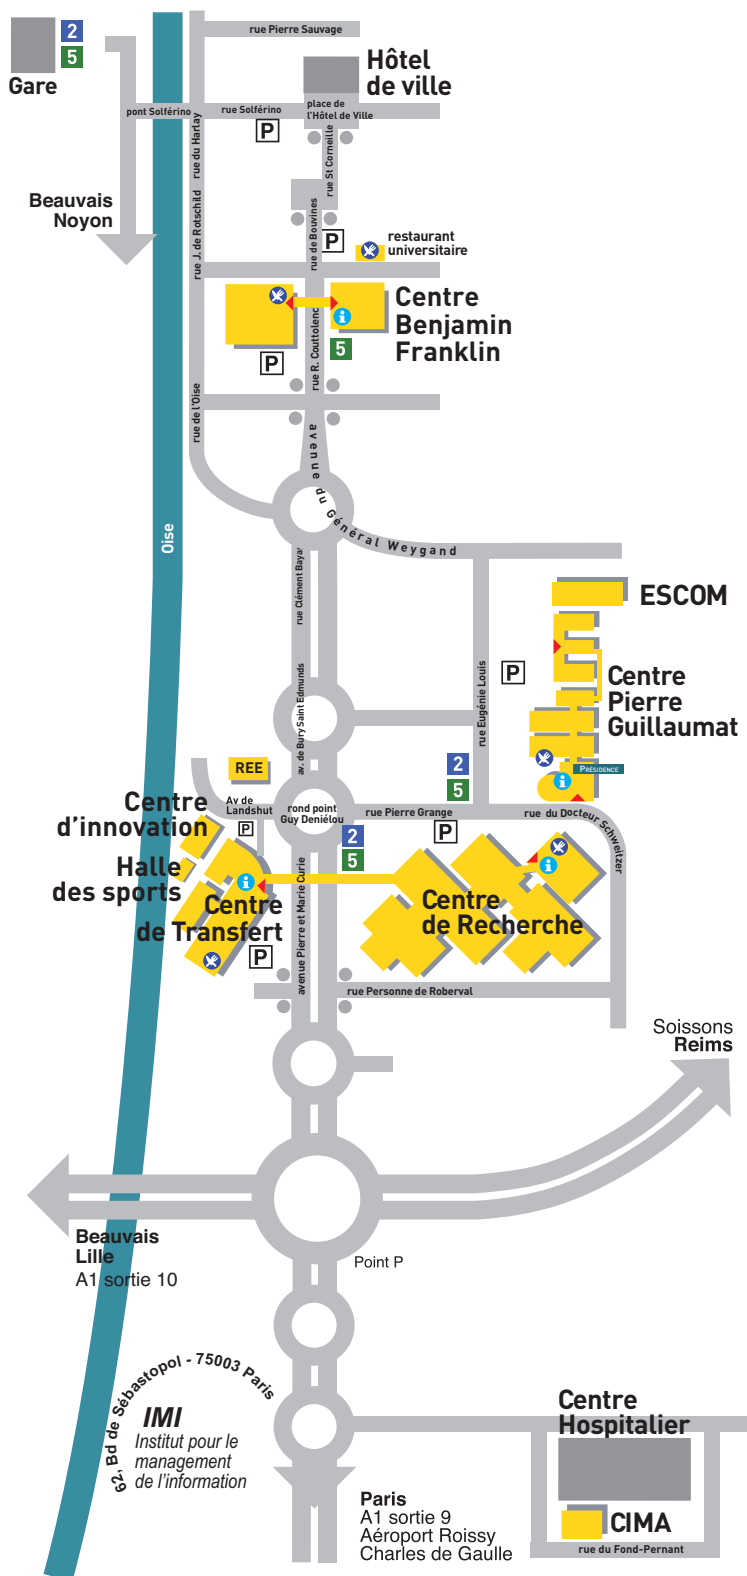 rue Pierre Sauvage
2
5
Gare
Hôtel
de ville
pont Solférino
rue Solférino
place de
l'Hôtel de Ville
P
rue du Harlay
rue St Corneille
Beauvais
Noyon
rue J. de Rotschild
rue de Bouvines
P
restaurant
universitaire
Centre
Benjamin
Franklin
i
5
P
rue R. Couttolenc
rue de l'Oise
avenue du Général Weygand
Oise
rue Clément Bayar
ESCOM
Centre
Pierre
Guillaumat
P
rue Eugénie Louis
av. de Bury Saint Edmunds
PRÉSIDENCE
i
REE
2
5
Centre
d'innovation
Av de
Landshut
P
rond point
Guy Deniélou
rue Pierre Grange
P
rue du Docteur Schweitzer
2
5
Halle
des sports
i
Centre
de Transfert
P
avenue Pierre et Marie Curie
i
Centre
de Recherche
rue Personne de Roberval
Soissons
Reims
Beauvais
Lille
A1 sortie 10
Point P
62, Bd de Sébastopol - 75003 Paris
IMI
Institut pour le
management
de l'information
Centre
Hospitalier
Paris
A1 sortie 9
Aéroport Roissy
Charles de Gaulle
CIMA
rue du Fond-Pernant